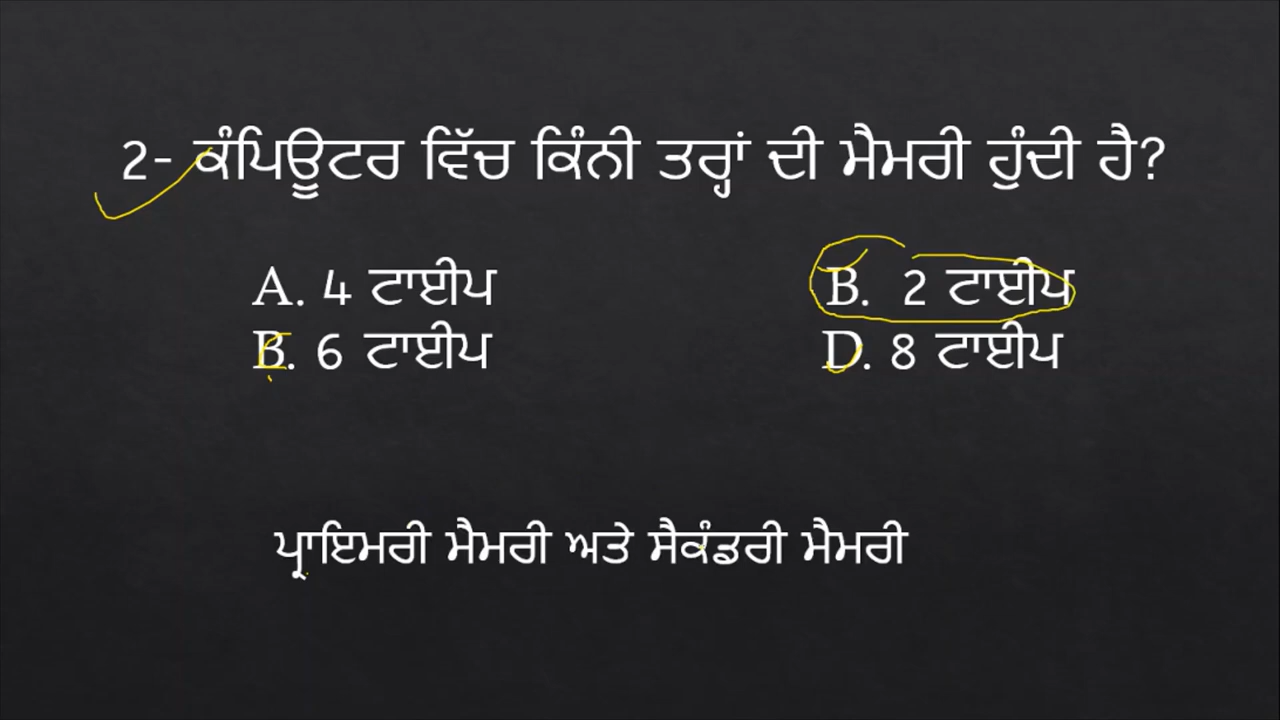 2- ਕੰਪਿਊਟਰ ਵਿੱਚ ਕਿੰਨੀ ਤਰ੍ਹਾਂ ਦੀ ਮੈਮਰੀ ਹੁੰਦੀ ਹੈ?
A. 4 ਟਾਈਪ B. 2 ਟਾਈਪ
B. 6 ਟਾਈਪ D. 8 ਟਾਈਪ
ਪ੍ਰਾਇਮਰੀ ਮੈਮਰੀ ਅਤੇ ਸੈਕੰਡਰੀ ਮੈਮਰੀ